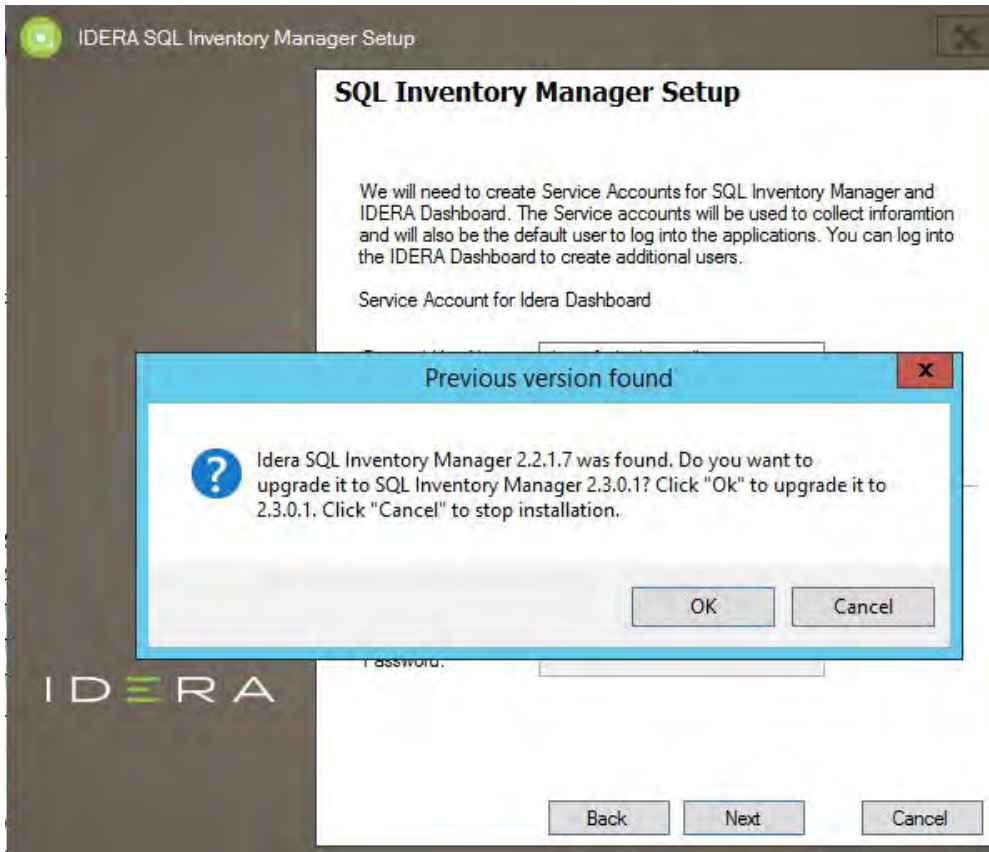 IDERA SQL Inventory Manager Setup
SQL Inventory Manager Setup
We will need to create Service Accounts for SQL Inventory Manager and
IDERA Dashboard. The Service accounts will be used to collect inforamtion
and will also be the default user to log into the applications. You can log into
the IDERA Dashboard to create additional users.
Service Account for Idera Dashboard
Previous version found
x
Idera SQL Inventory Manager 2.2.1.7 was found. Do you want to
upgrade it to SQL Inventory Manager 2.3.0.1? Click "Ok" to upgrade it to
2.3.0.1. Click "Cancel" to stop installation.
OK Cancel
Password:
IDERA
Back Next Cancel